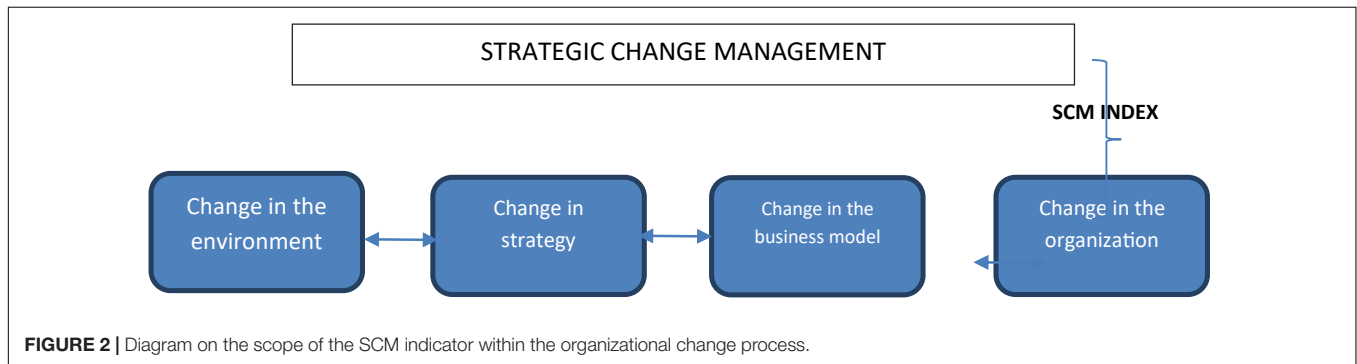 STRATEGIC CHANGE MANAGEMENT
SCM INDEX
Change in the
environment
Change in
strategy
Change in the
business model
Change in the
organization
FIGURE 2 | Diagram on the scope of the SCM indicator within the organizational change process.